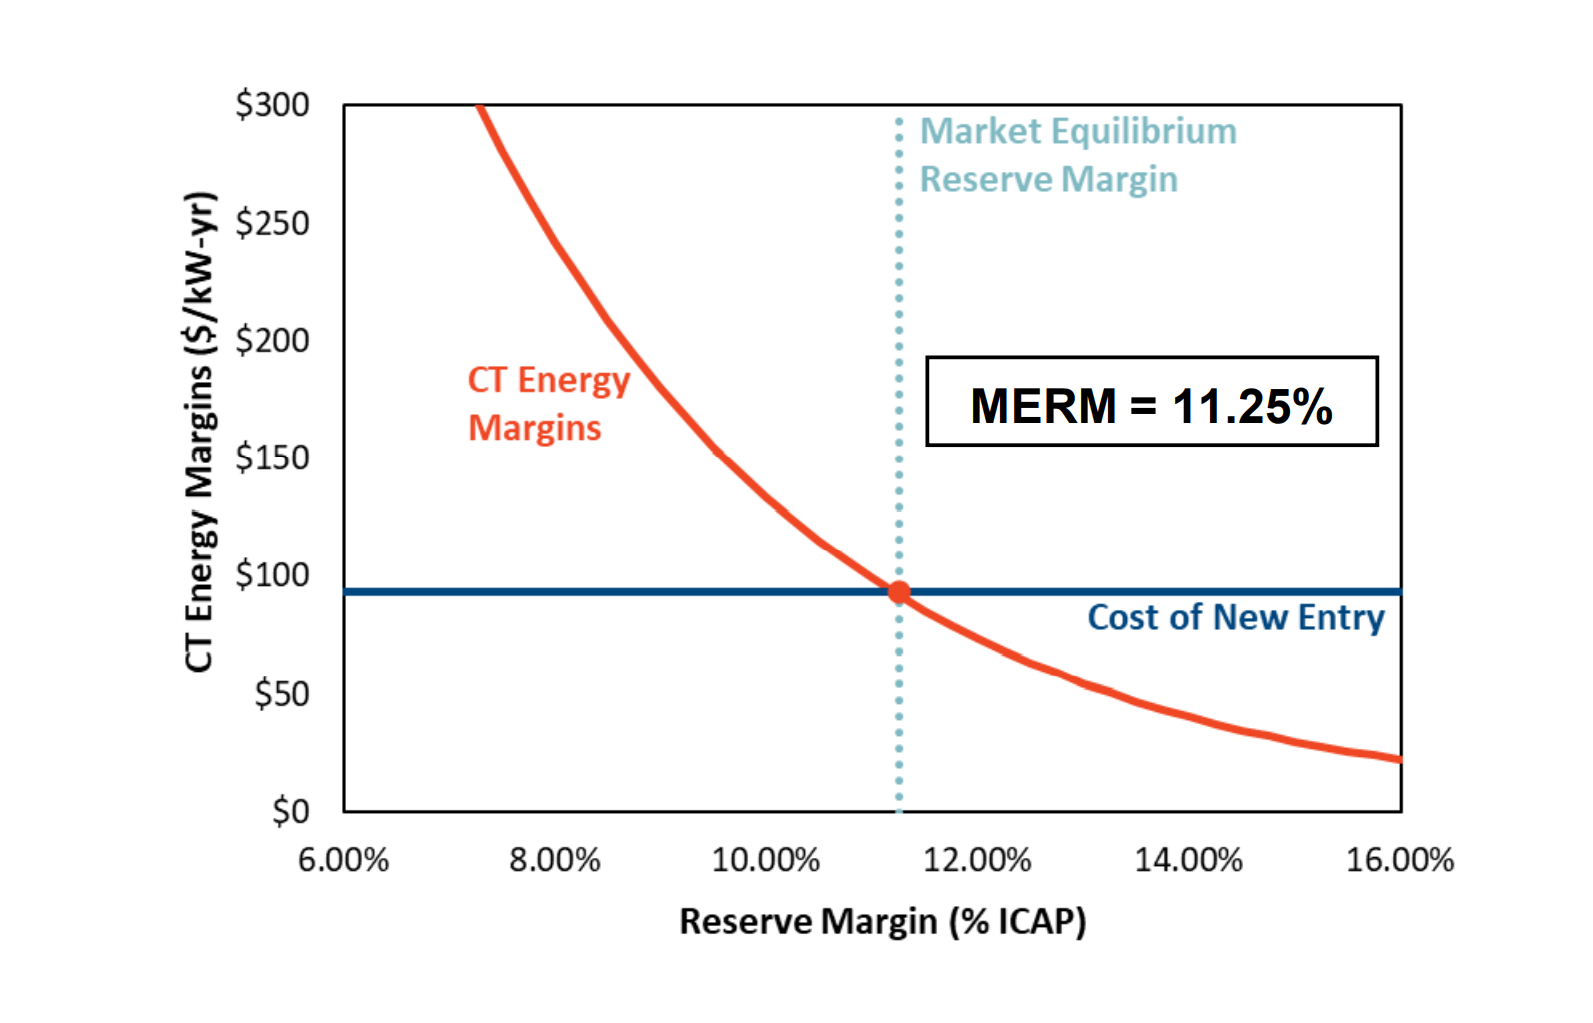 $300
$250
$200
$150
$100
$50
$0
CT Energy Margins ($/kW-yr)
Market Equilibrium
Reserve Margin
CT Energy
Margins
MERM = 11.25%
Cost of New Entry
6.00% 8.00% 10.00% 12.00% 14.00% 16.00%
Reserve Margin (% ICAP)